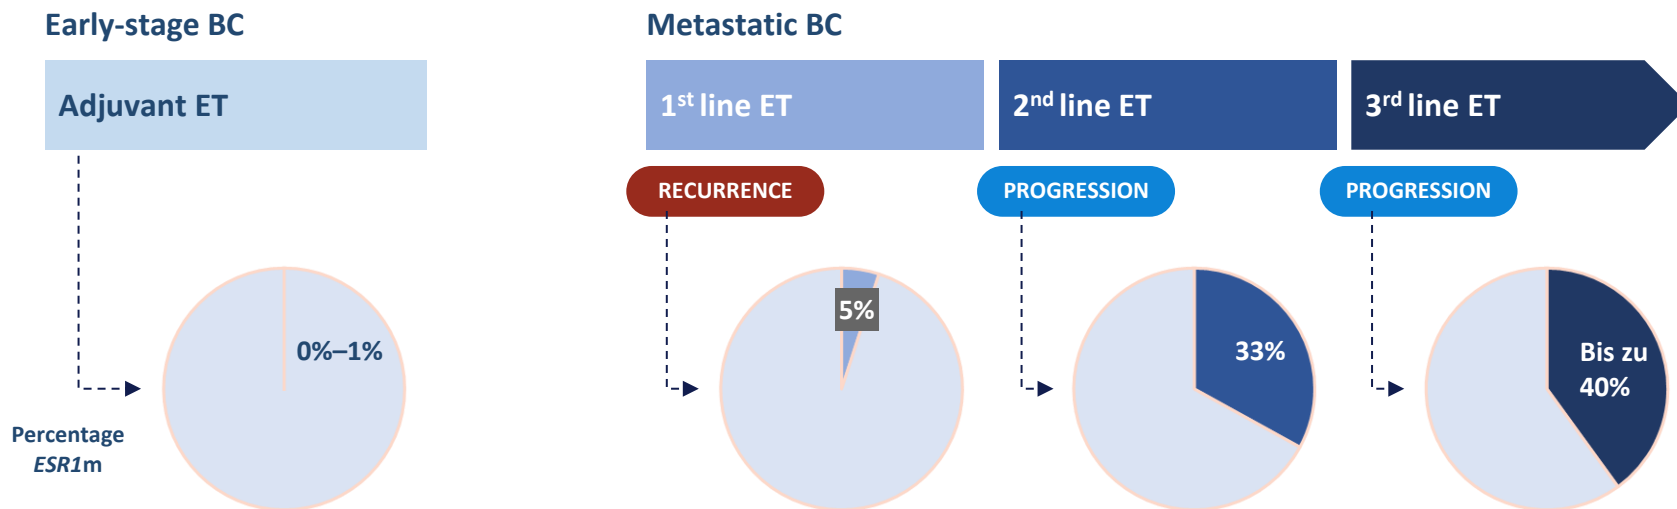 Early-stage BC
Metastatic BC
Adjuvant ET
1st line ET
2nd line ET
3rd line ET
RECURRENCE
PROGRESSION
PROGRESSION
0%–1%
5%
33%
Bis zu
40%
Percentage
ESR1m